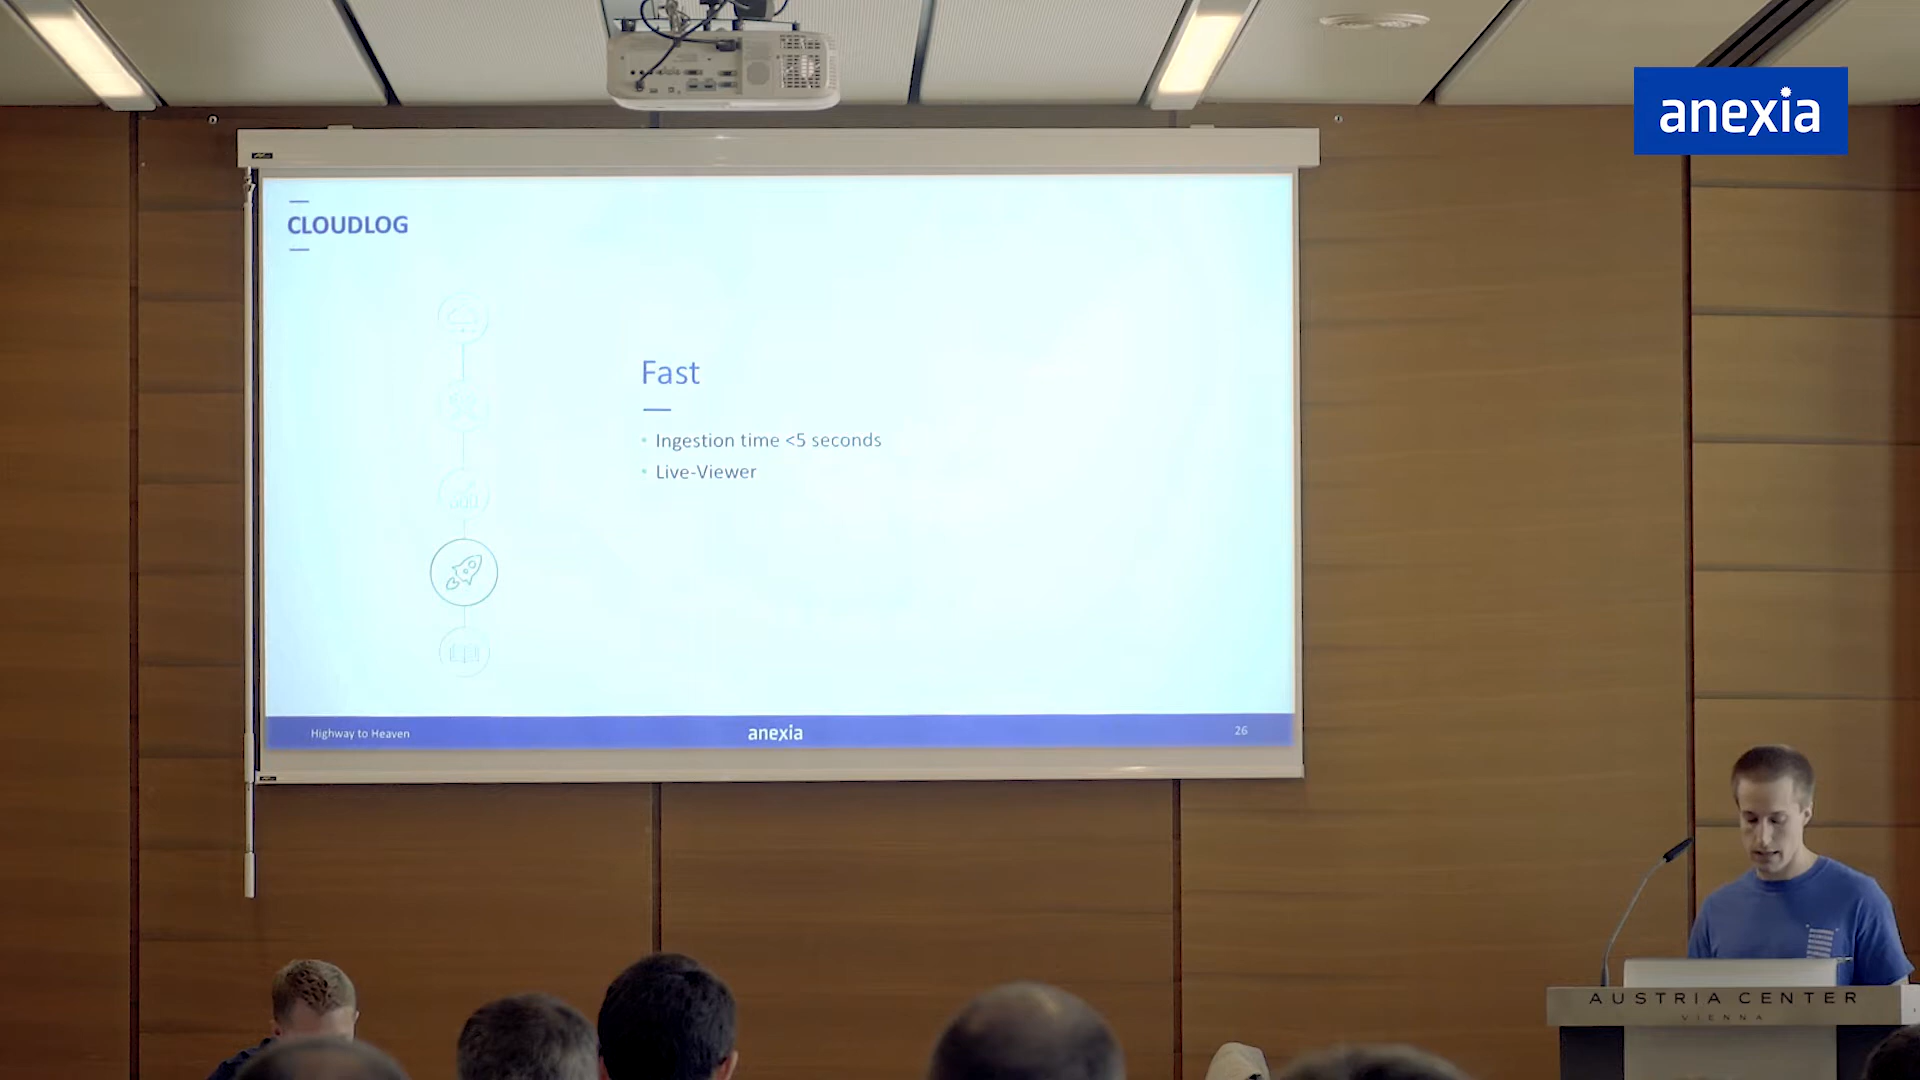 anexia
CLOUDLOG
Fast
• Ingestion time <5 seconds
• Live-Viewer
Highway to Heaven
anexia
26
AUSTRIA CENTER
VIENNA